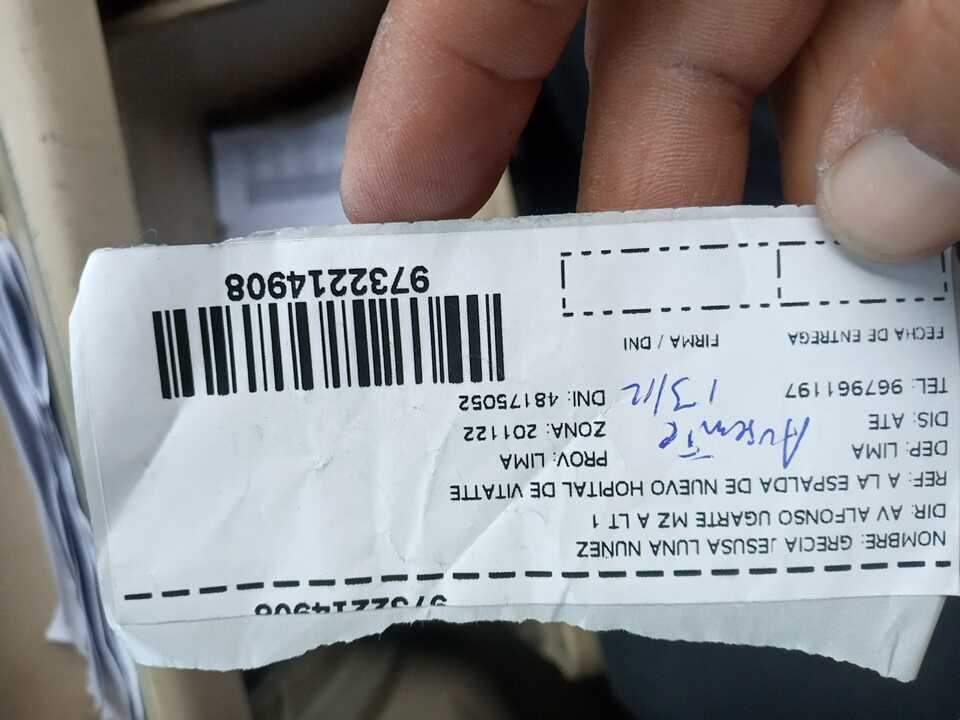 9732214908
NOMBRE: GRECIA JESUSA LUNA NUNEZ
DIR: AV ALFONSO UGARTE MZ A LT 1
REF: A LA ESPALDA DE NUEVO HOPITAL DE VITATTE
DEP: LIMA PROV: LIMA
DIS: ATE Ausente ZONA: 201122
TEL: 967961197 13/12 DNI: 48175052
FECHA DE ENTREGA FIRMA / DNI
9732214908